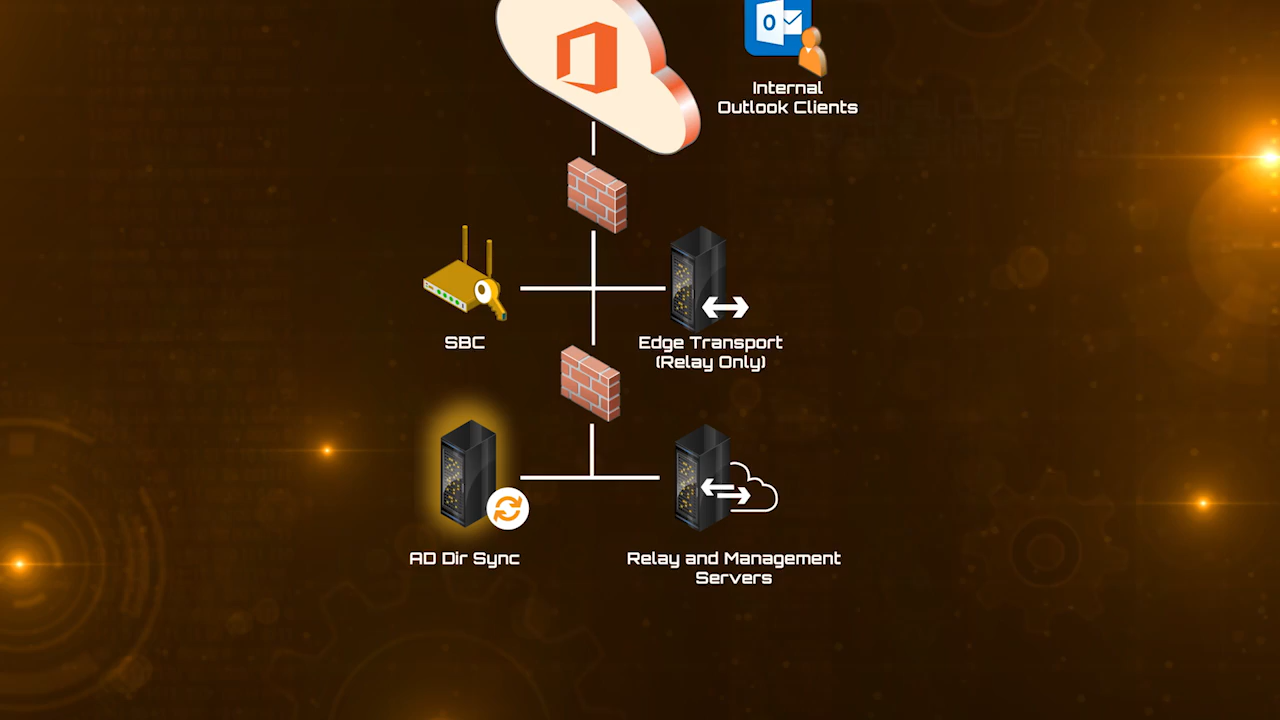 Internal
Outlook Clients
SBC
Edge Transport
(Relay Only)
AD Dir Sync
Relay and Management
Servers